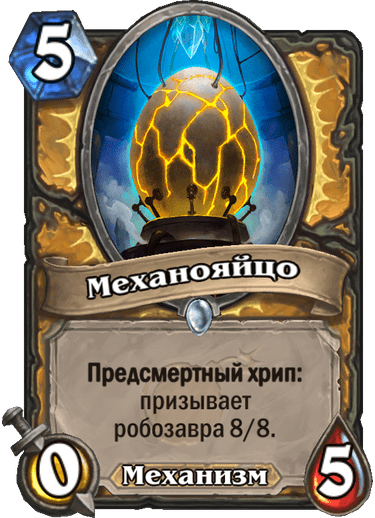 5
Механояйцо
Предсмертный хрип:
призывает
робозавра 8/8.
0
Механизм
5